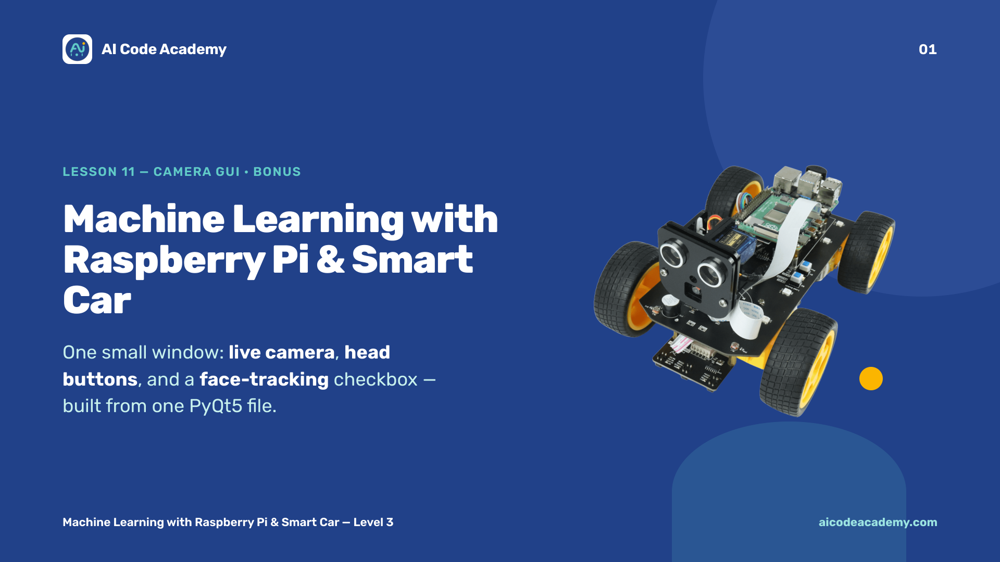 AI Code Academy
01
LESSON 11 — CAMERA GUI • BONUS
Machine Learning with
Raspberry Pi & Smart
Car
One small window: live camera, head
buttons, and a face-tracking checkbox —
built from one PyQt5 file.
Machine Learning with Raspberry Pi & Smart Car — Level 3
aicodeacademy.com